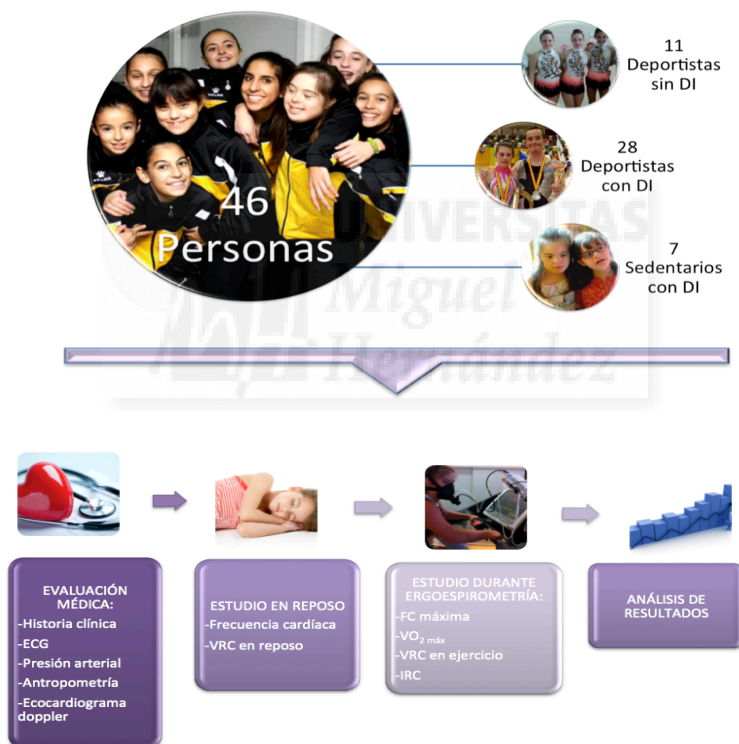 46
Personas
11
Deportistas
sin DI
28
Deportistas
con DI
7
Sedentarios
con DI
UNIVERSITAS
Miguel
Hernández
EVALUACIÓN
MÉDICA:
-Historia clínica
-ECG
-Presión arterial
-Antropometría
-Ecocardiograma
doppler
ESTUDIO EN REPOSO
-Frecuencia cardíaca
-VRC en reposo
ESTUDIO DURANTE
ERGOESPIROMETRÍA:
-FC máxima
-VO2 máx
-VRC en ejercicio
-IRC
ANÁLISIS DE
RESULTADOS